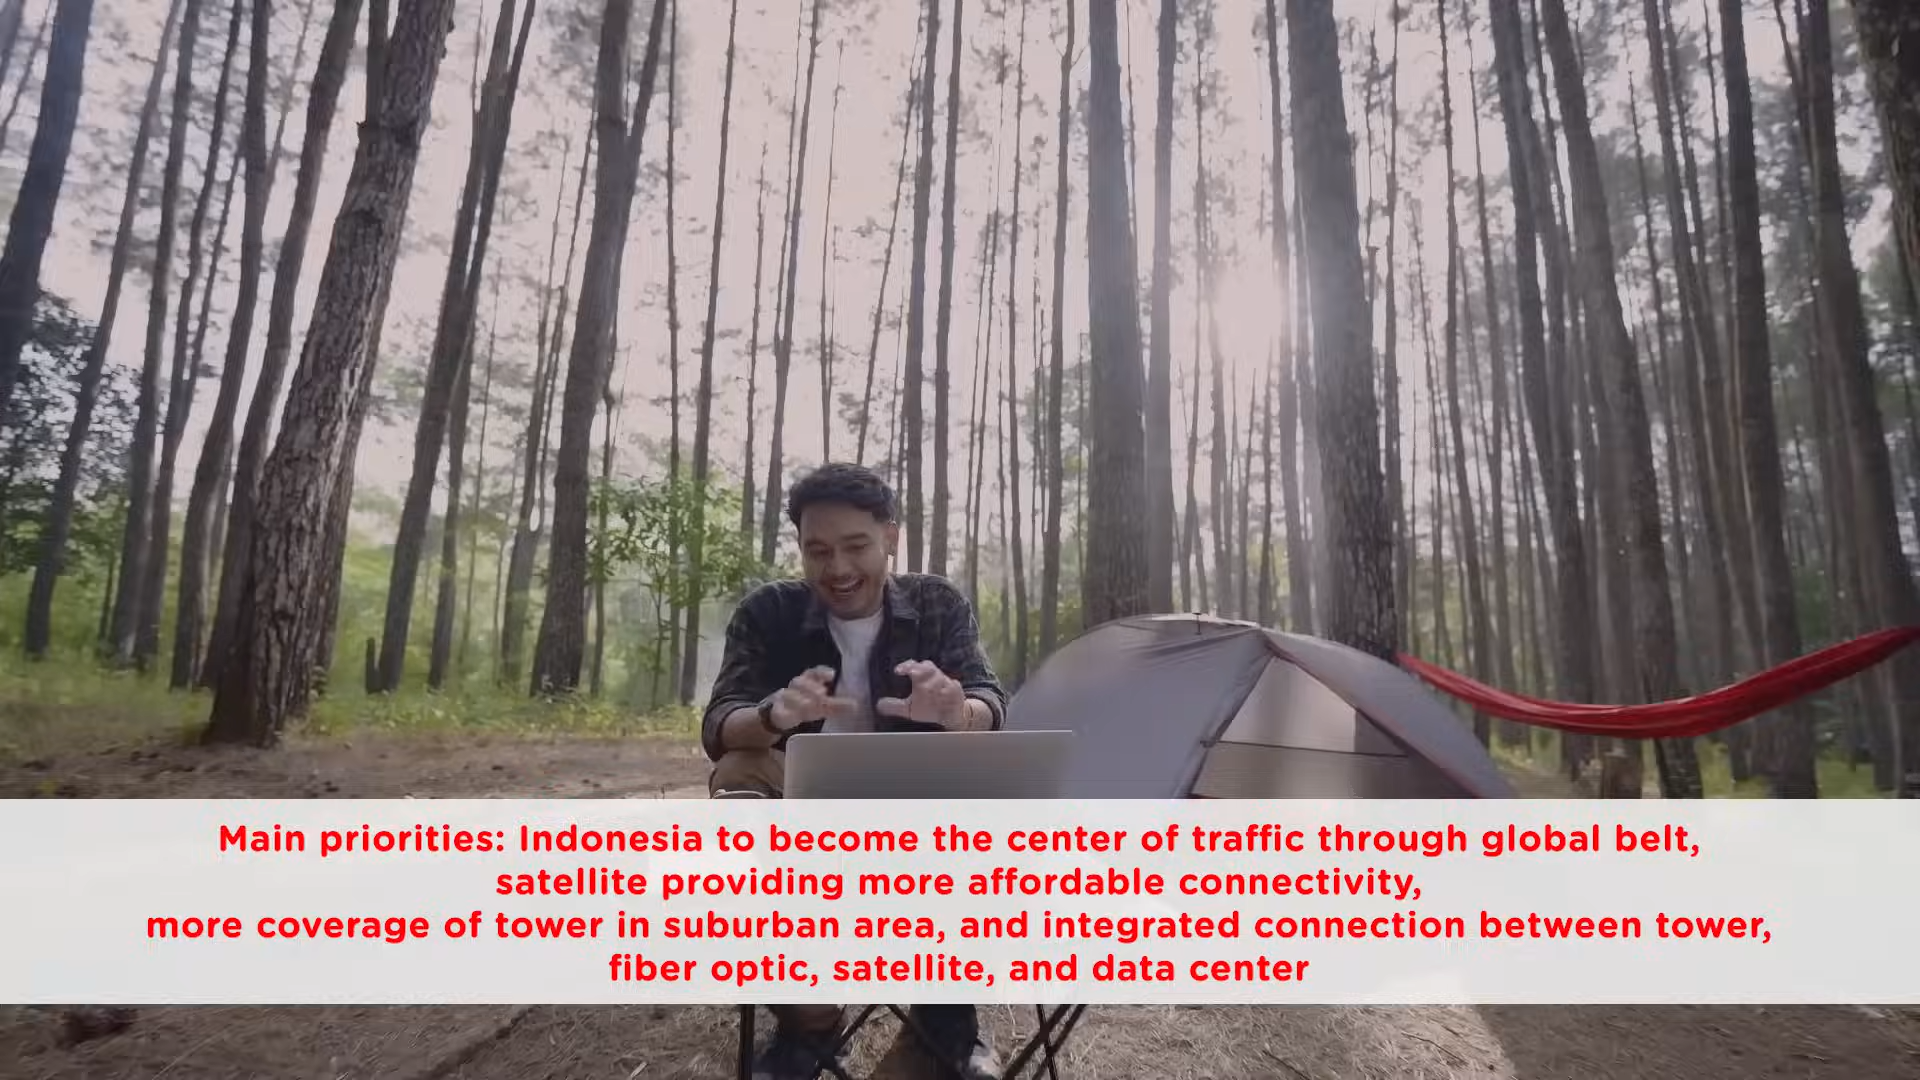 Main priorities: Indonesia to become the center of traffic through global belt,
satellite providing more affordable connectivity,
more coverage of tower in suburban area, and integrated connection between tower,
fiber optic, satellite, and data center